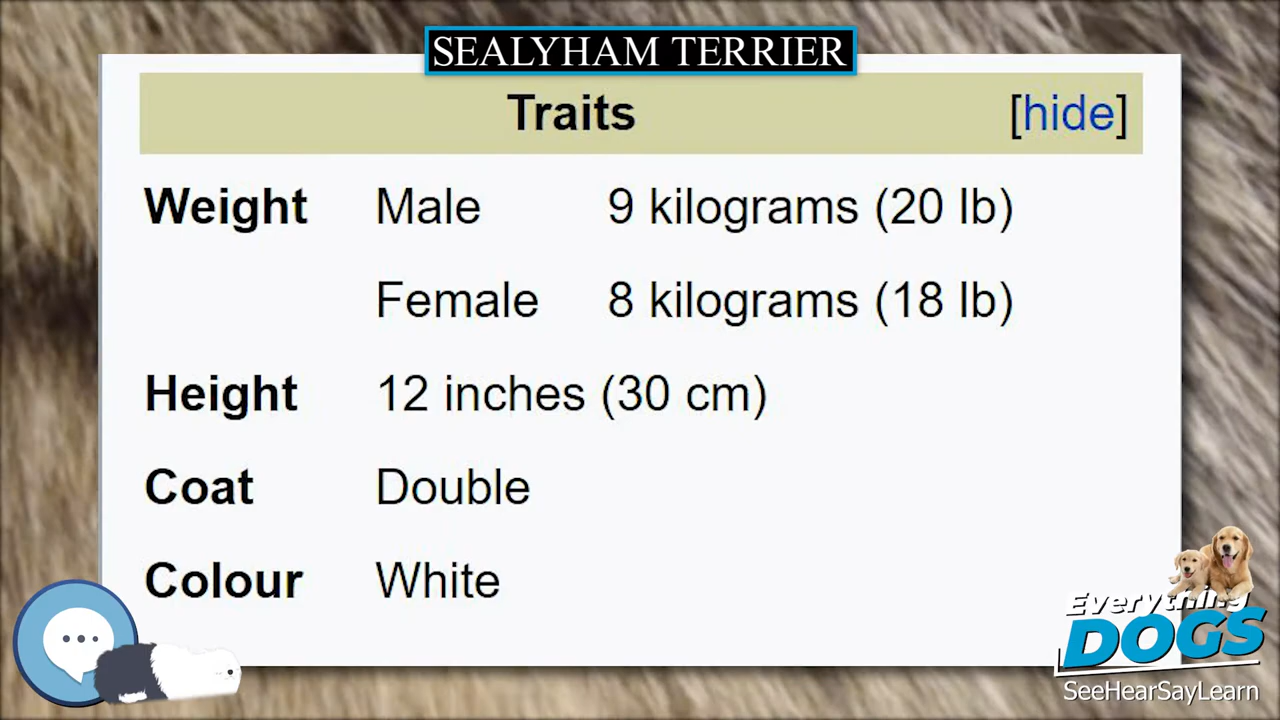 SEALYHAM TERRIER
Traits [hide]
Weight Male 9 kilograms (20 lb)
Female 8 kilograms (18 lb)
Height 12 inches (30 cm)
Coat Double
Colour White
Everything
DOGS
SeeHearSayLearn